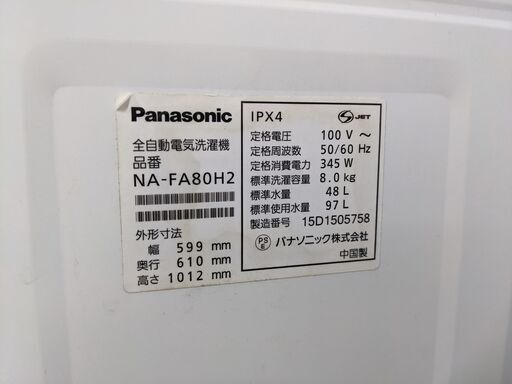 Panasonic
全自動電気洗濯機
品番
NA-FA80H2
外形寸法
幅 599 mm
奥行 610 mm
高さ 1012 mm
IPX4
S JET
定格電圧 100 V ～
定格周波数 50/60 Hz
定格消費電力 345 W
標準洗濯容量 8.0 kg
標準水量 48 L
標準使用水量 97 L
製造番号 15D1505758
PS E パナソニック株式会社
中国製